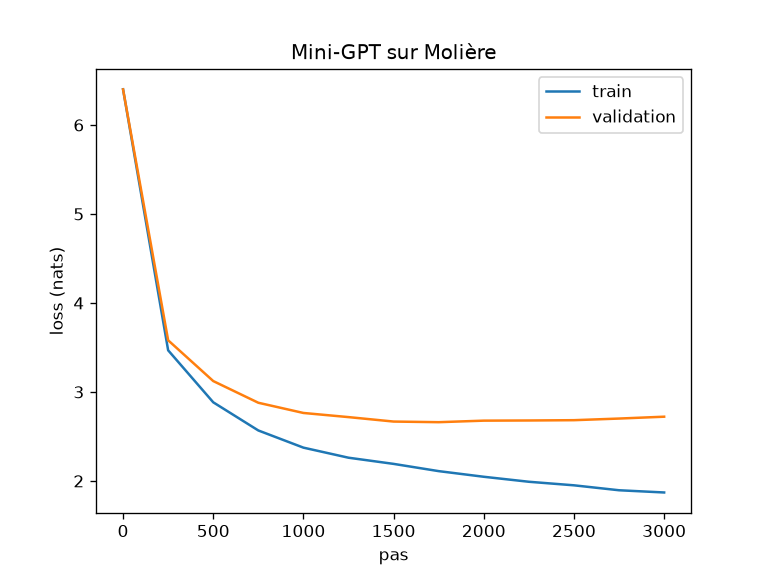 Mini-GPT sur Molière
train
validation
loss (nats)
6
5
4
3
2
0 500 1000 1500 2000 2500 3000
pas